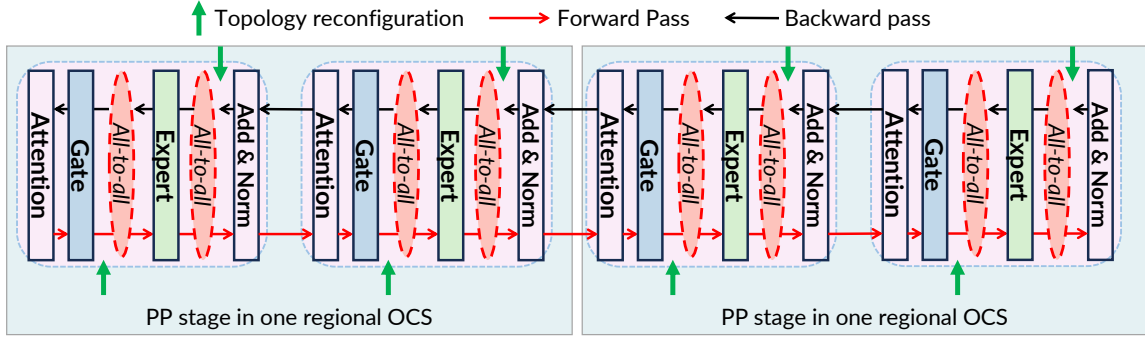 Topology reconfiguration
Forward Pass
Backward pass
Attention
Gate
All-to-all
Expert
All-to-all
Add & Norm
Attention
Gate
All-to-all
Expert
All-to-all
Add & Norm
PP stage in one regional OCS
Attention
Gate
All-to-all
Expert
All-to-all
Add & Norm
Attention
Gate
All-to-all
Expert
All-to-all
Add & Norm
PP stage in one regional OCS